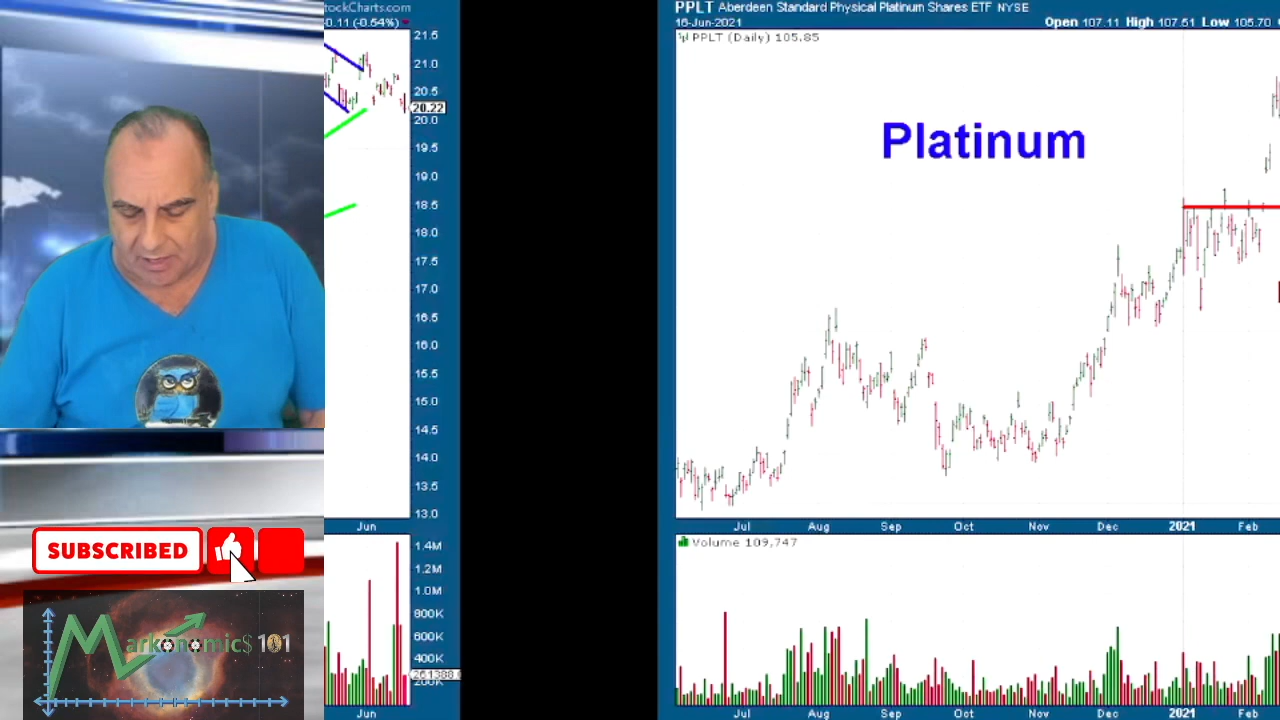 tockCharts.com
0.11 (-0.54%)
21.5
21.0
20.5
20.22
20.0
19.5
19.0
18.5
18.0
17.5
17.0
16.5
16.0
15.5
15.0
14.5
14.0
13.5
13.0
Jun
1.4M
1.2M
1.0M
800K
600K
400K
200K
Jun
PPLT Aberdeen Standard Physical Platinum Shares ETF NYSE
16-Jun-2021
Open 107.11 High 107.51 Low 105.70
PPLT (Daily) 105.85
Platinum
Jul Aug Sep Oct Nov Dec 2021 Feb
Volume 109,747
Jul Aug Sep Oct Nov Dec 2021 Feb
SUBSCRIBED
Markonomic$ 101